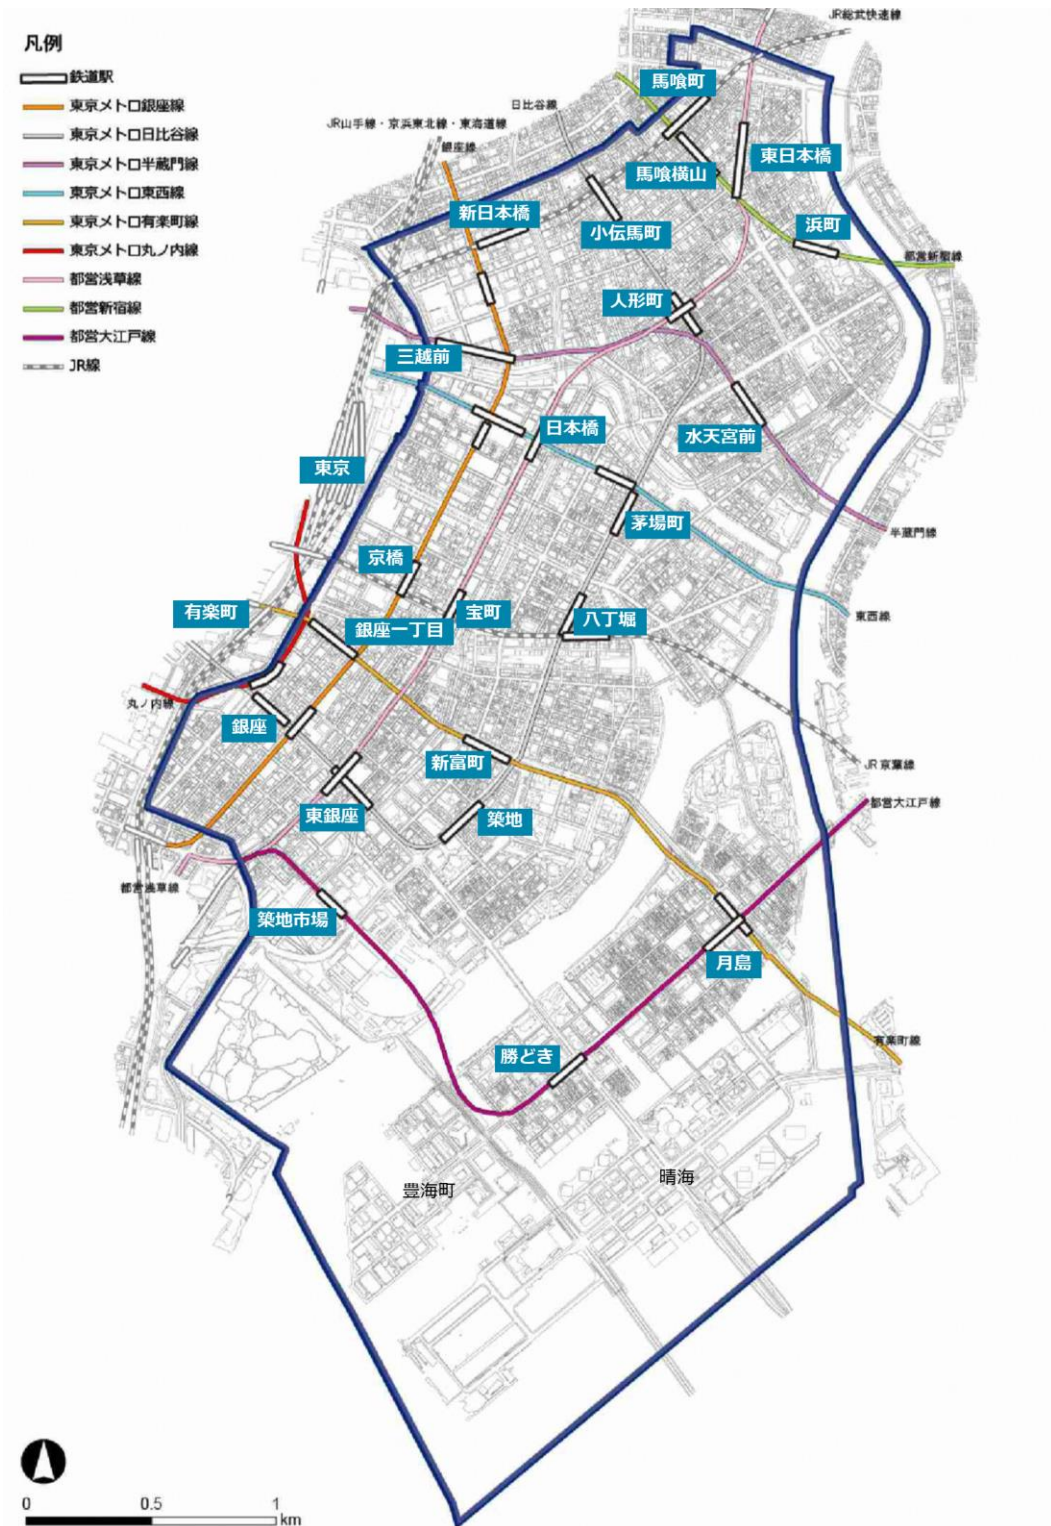 凡例
鉄道駅
東京メトロ銀座線
東京メトロ日比谷線
東京メトロ半蔵門線
東京メトロ東西線
東京メトロ有楽町線
東京メトロ丸ノ内線
都営浅草線
都営新宿線
都営大江戸線
JR線
JR総武快速線
馬喰町
日比谷線
JR山手線・京浜東北線・東海道線
銀座線
東日本橋
馬喰横山
新日本橋
小伝馬町
浜町
都営新宿線
人形町
三越前
日本橋
水天宮前
東京
茅場町
半蔵門線
京橋
有楽町
宝町
八丁堀
東西線
銀座一丁目
丸ノ内線
銀座
新富町
JR京葉線
都営大江戸線
東銀座
築地
都営浅草線
築地市場
月島
有楽町線
勝どき
晴海
豊海町
0 0.5 1
km